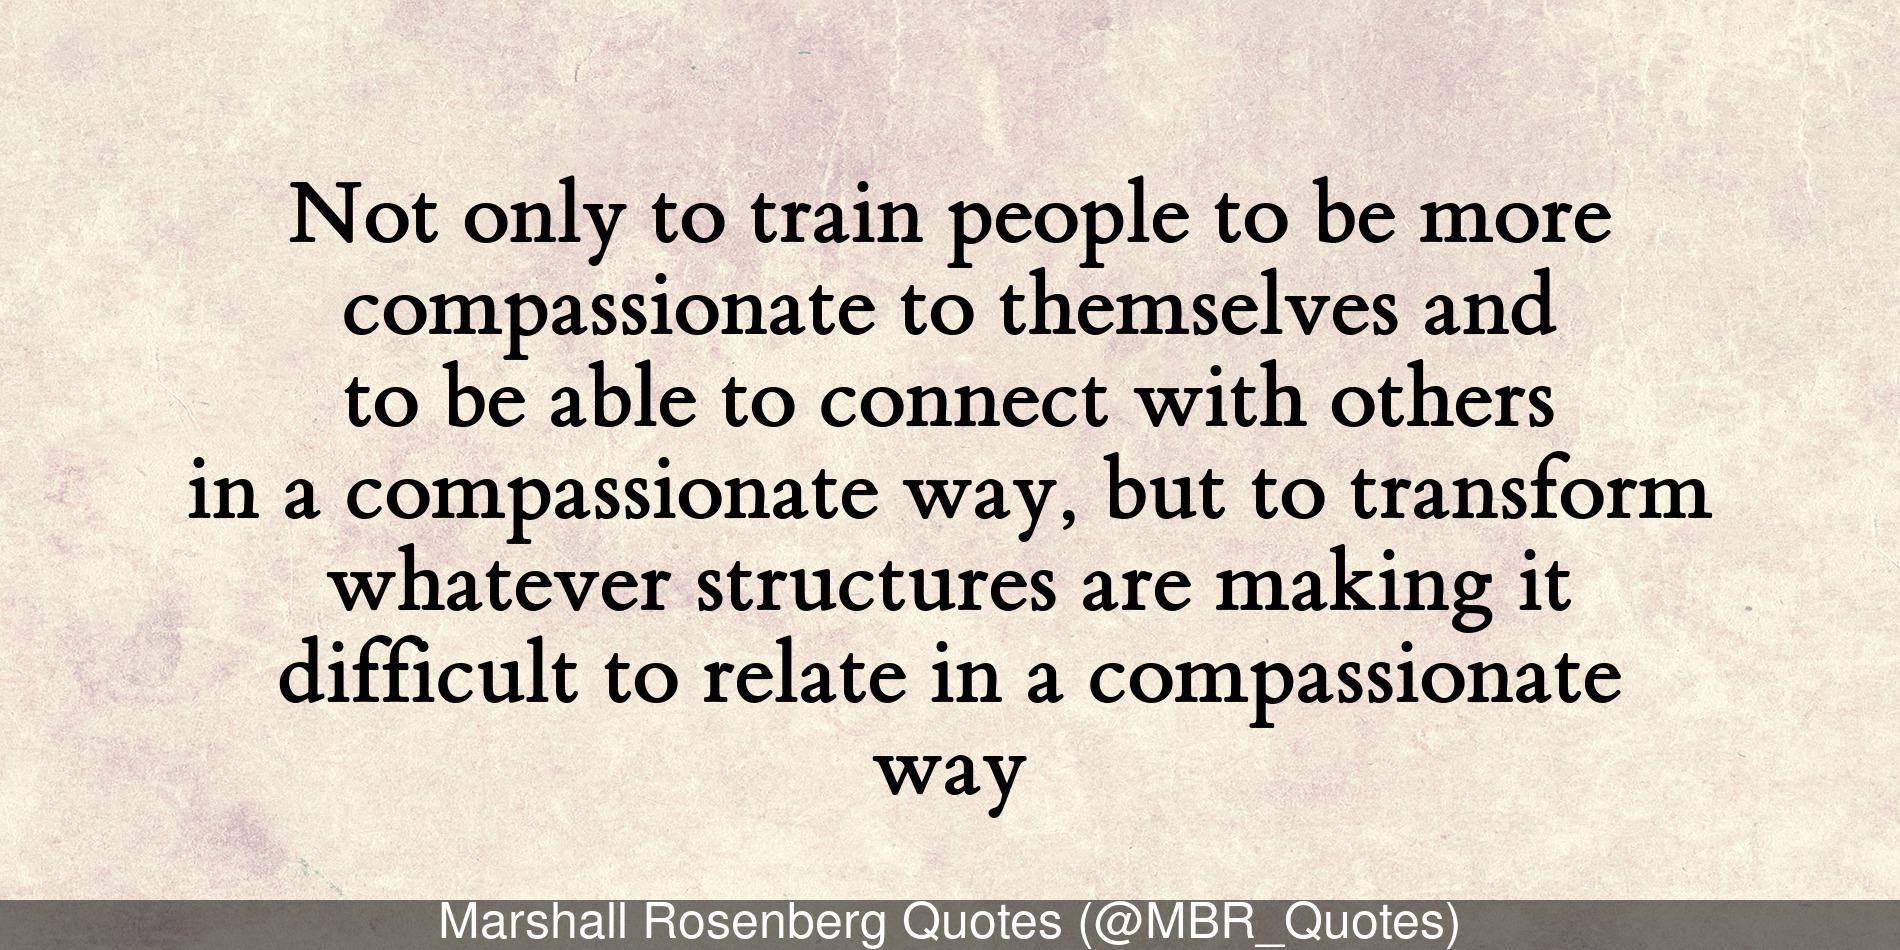 Not only to train people to be more
compassionate to themselves and
to be able to connect with others
in a compassionate way, but to transform
whatever structures are making it
difficult to relate in a compassionate
way
Marshall Rosenberg Quotes (@MBR_Quotes)